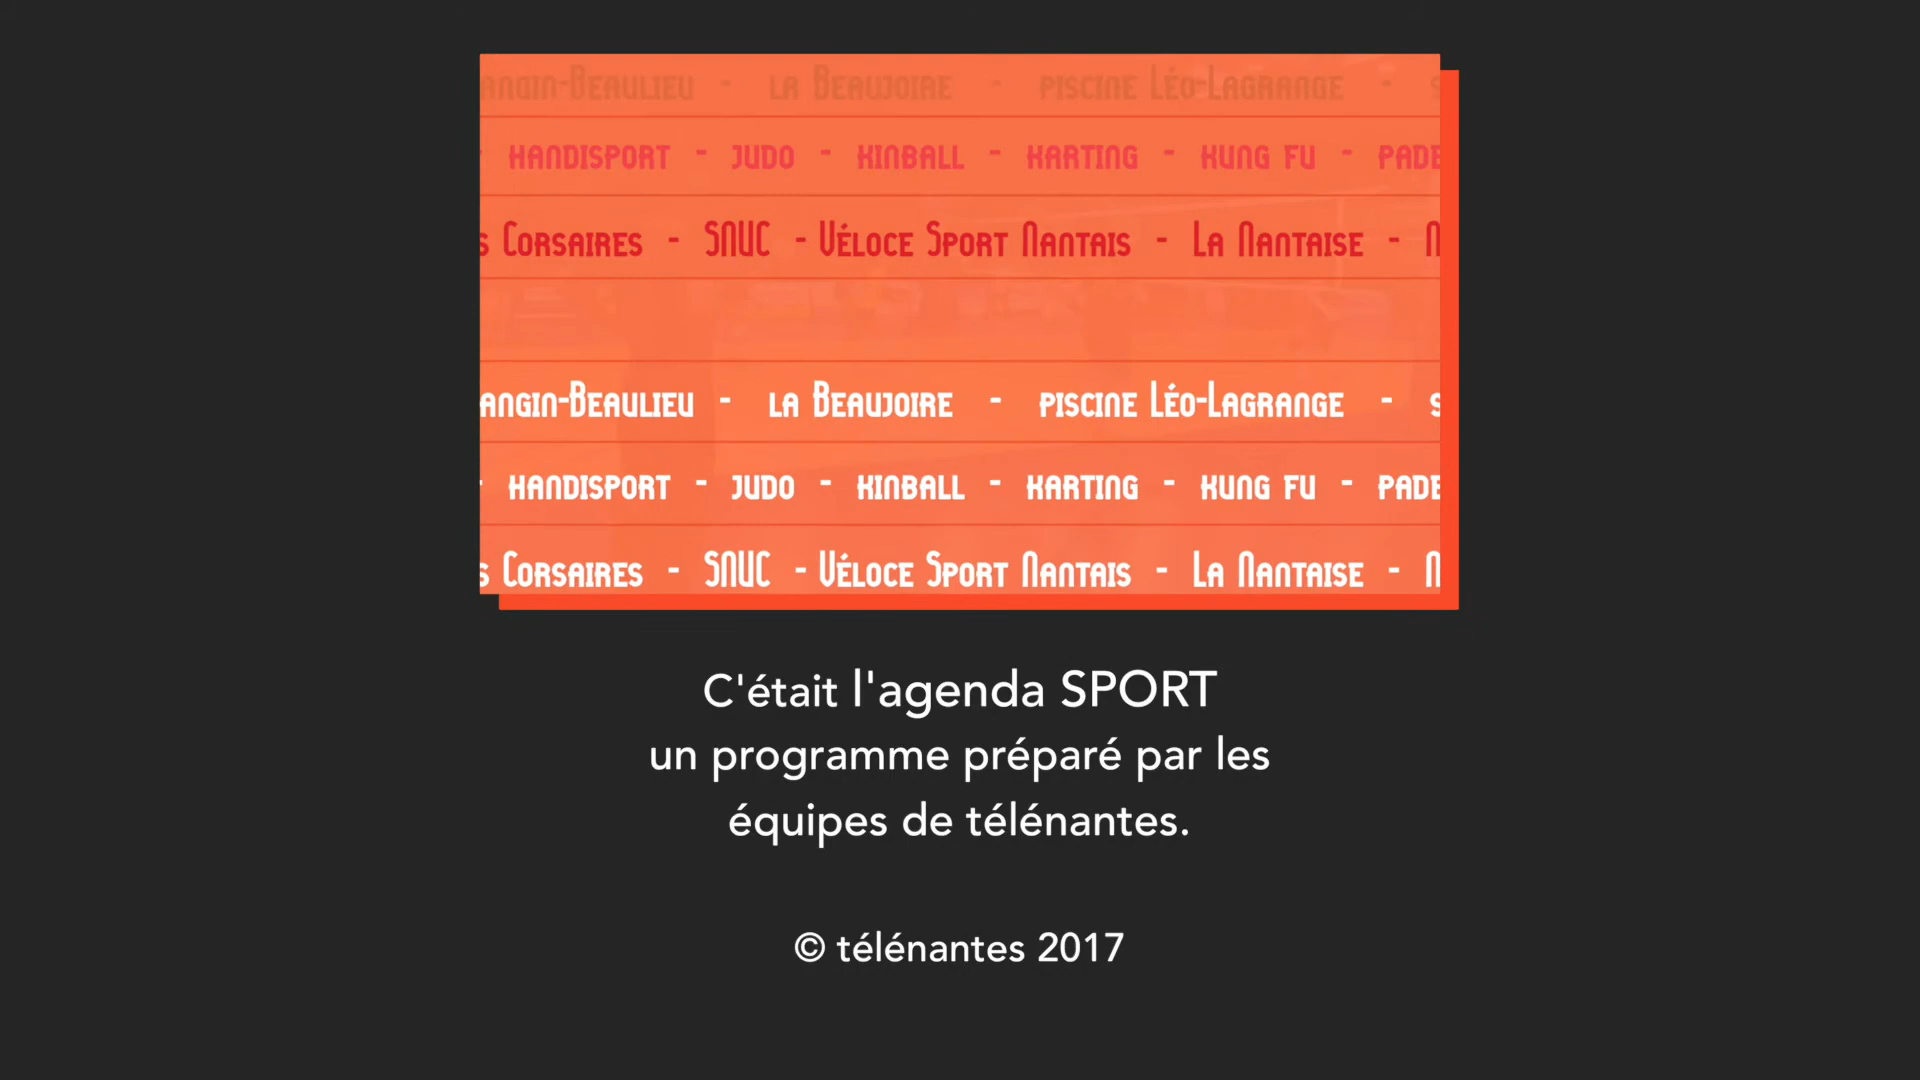 angin-Beaulieu - la Beaujoire - piscine Léo-Lagrange - s
- handisport - judo - kinball - karting - kung fu - pade
s Corsaires - SNUC - Véloce Sport Nantais - La Nantaise - N
angin-Beaulieu - la Beaujoire - piscine Léo-Lagrange - s
- handisport - judo - kinball - karting - kung fu - pade
s Corsaires - SNUC - Véloce Sport Nantais - La Nantaise - N
C'était l'agenda SPORT
un programme préparé par les
équipes de télénantes.
© télénantes 2017